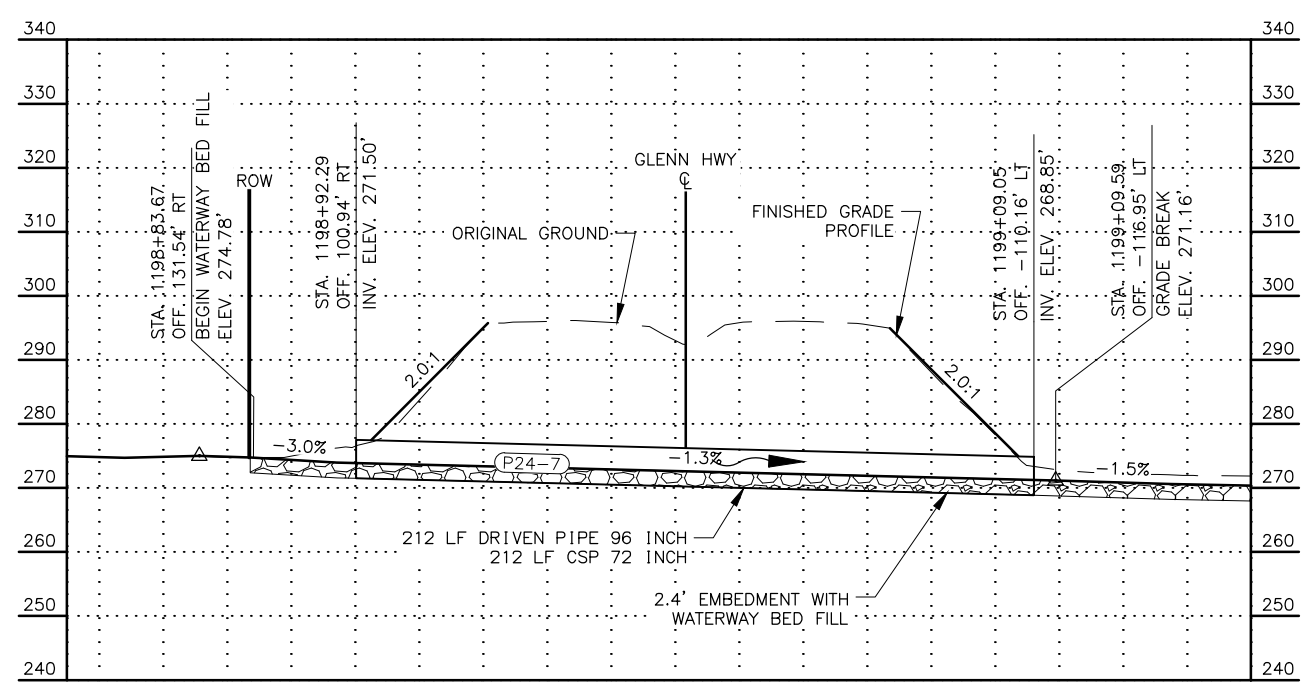 340
330
320
310
300
290
280
270
260
250
240
STA. 1198+83.67
OFF. 131.54' RT
BEGIN WATERWAY BED FILL
ELEV. 274.78'
ROW
STA. 1198+92.29
OFF. 100.94' RT
INV. ELEV. 271.50'
ORIGINAL GROUND
GLENN HWY
℄
FINISHED GRADE
PROFILE
STA. 1199+09.05
OFF. -110.16' LT
INV. ELEV 268.85'
STA. 1199+09.59
OFF. -116.95' LT
GRADE BREAK
ELEV. 271.16'
2.0:1
2.0:1
-3.0%
P24-7
-1.3%
-1.5%
212 LF DRIVEN PIPE 96 INCH
212 LF CSP 72 INCH
2.4' EMBEDMENT WITH
WATERWAY BED FILL
340
330
320
310
300
290
280
270
260
250
240